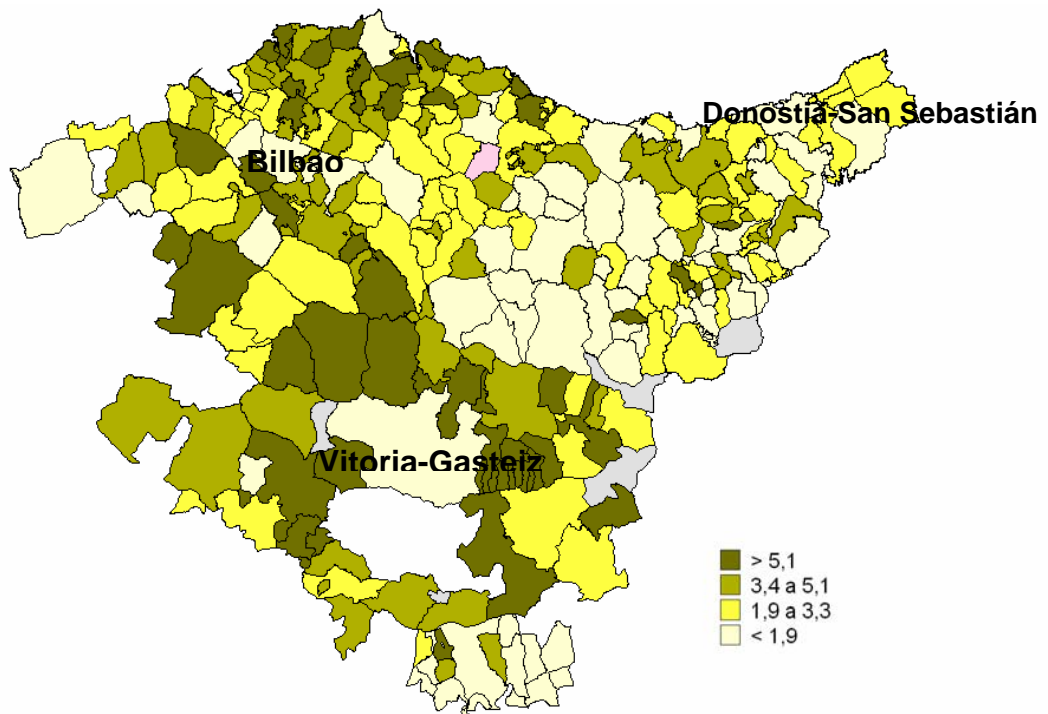 Donostia-San Sebastián
Bilbao
Vitoria-Gasteiz
> 5,1
3,4 a 5,1
1,9 a 3,3
< 1,9